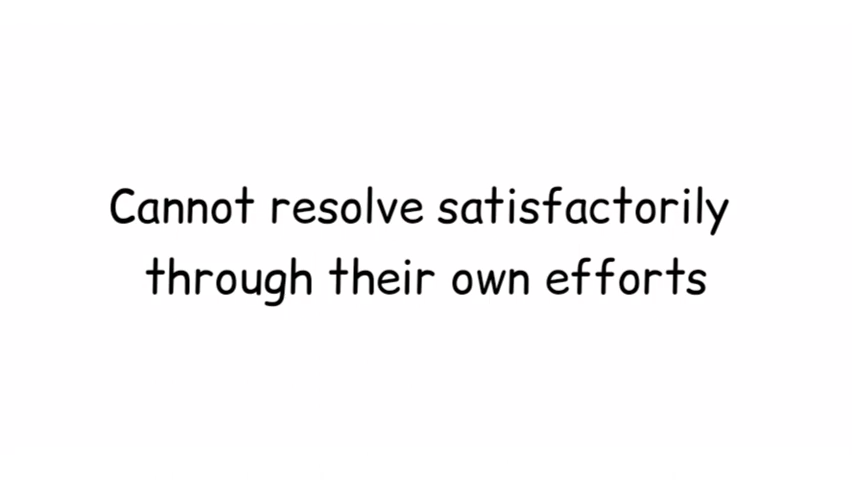 Cannot resolve satisfactorily
through their own efforts